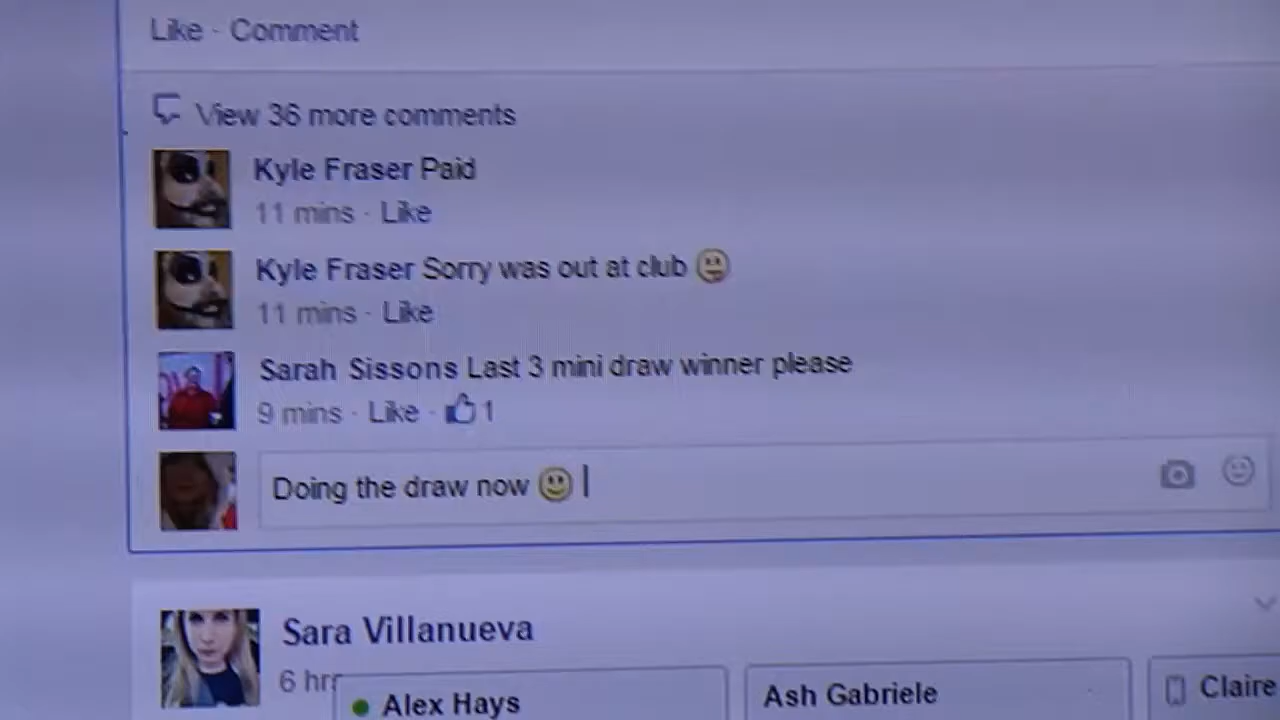 Like · Comment
View 36 more comments
Kyle Fraser Paid
11 mins · Like
Kyle Fraser Sorry was out at club
11 mins · Like
Sarah Sissons Last 3 mini draw winner please
9 mins · Like · 1
Doing the draw now
Sara Villanueva
6 hrs
Alex Hays
Ash Gabriele
Claire